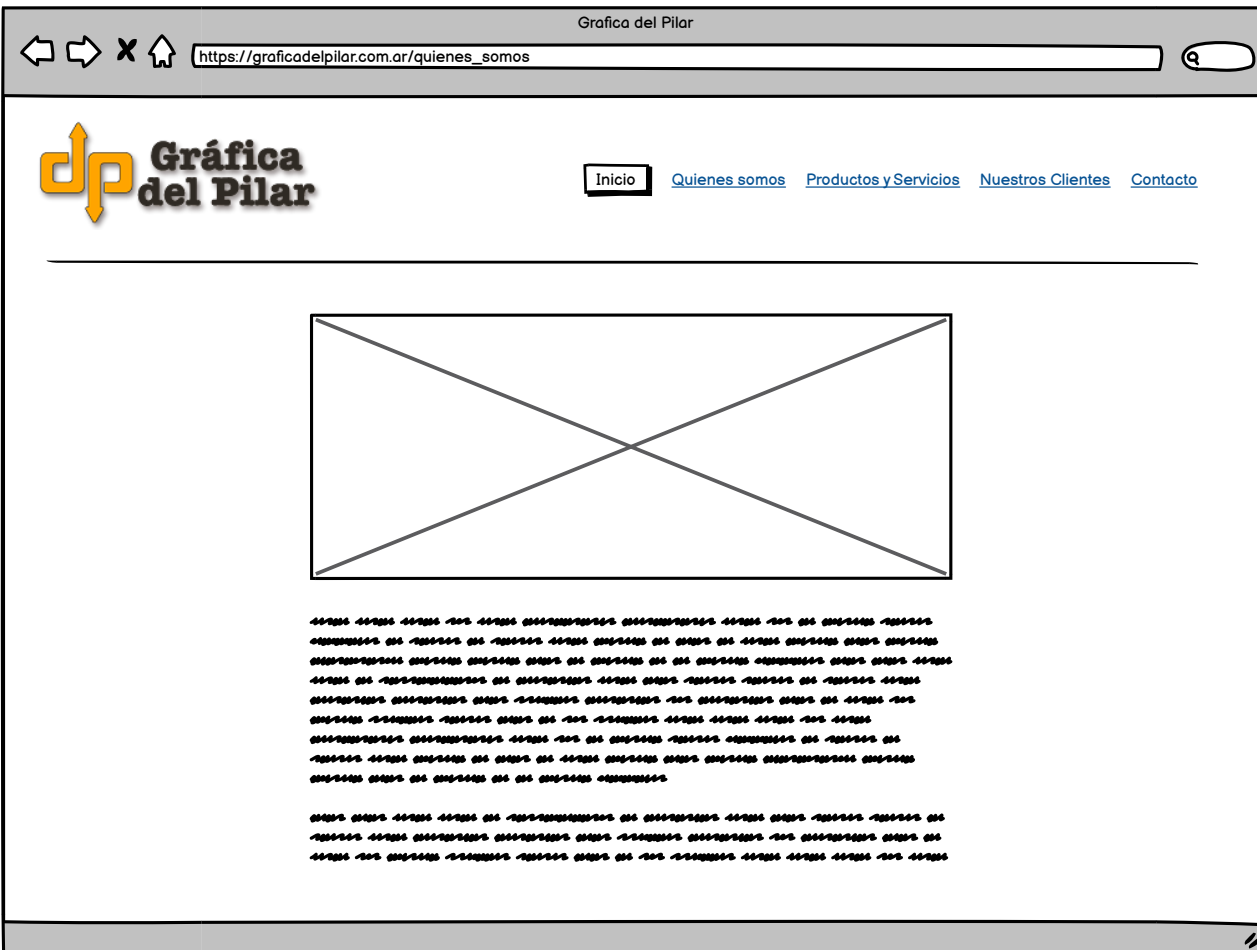 Grafica del Pilar
https://graficadelpilar.com.ar/quienes_somos
dp Gráfica
del Pilar
Inicio Quienes somos Productos y Servicios Nuestros Clientes Contacto